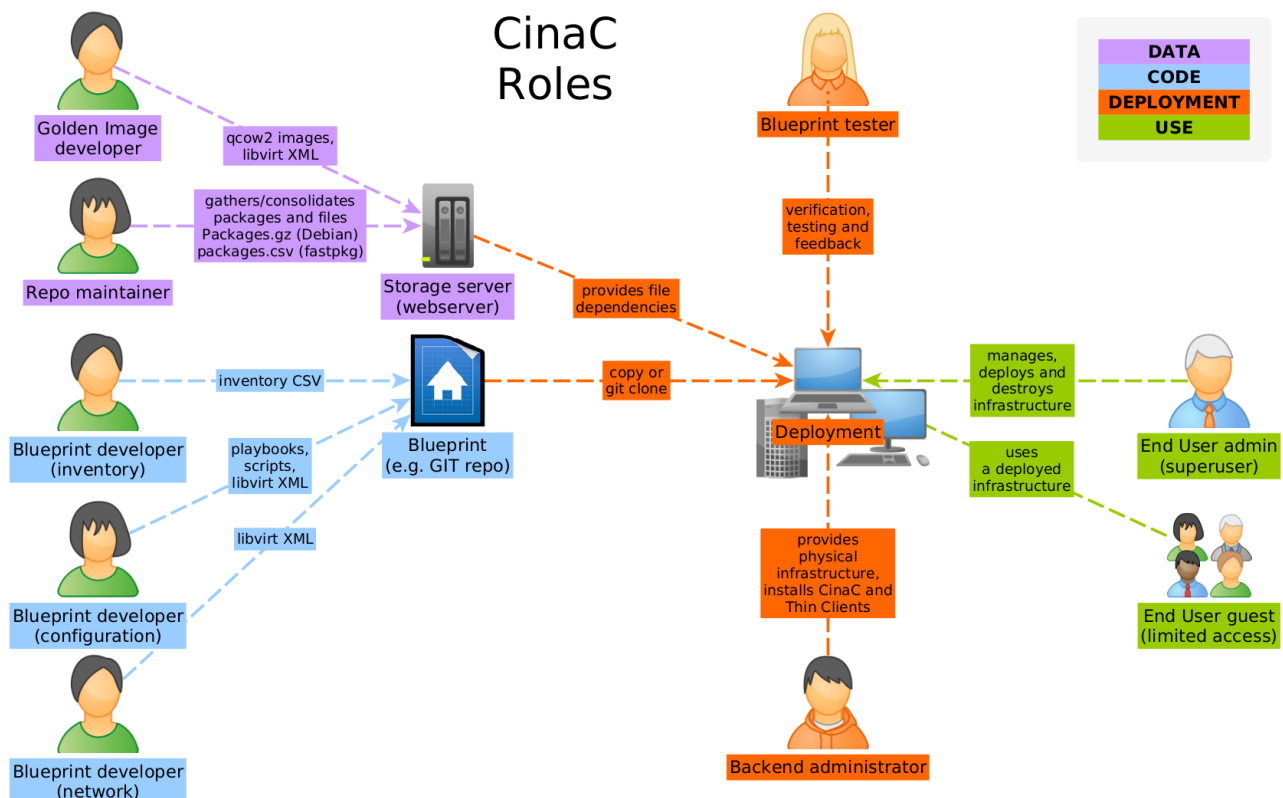 CinaC
Roles
DATA
CODE
DEPLOYMENT
USE
Golden Image
developer
qcow2 images,
libvirt XML
Repo maintainer
gathers/consolidates
packages and files
Packages.gz (Debian)
packages.csv (fastpkg)
Storage server
(webserver)
provides file
dependencies
Blueprint tester
verification,
testing and
feedback
Blueprint developer
(inventory)
inventory CSV
Blueprint
(e.g. GIT repo)
copy or
git clone
Deployment
manages,
deploys and
destroys
infrastructure
End User admin
(superuser)
playbooks,
scripts,
libvirt XML
Blueprint developer
(configuration)
libvirt XML
uses
a deployed
infrastructure
End User guest
(limited access)
provides
physical
infrastructure,
installs CinaC and
Thin Clients
Backend administrator
Blueprint developer
(network)